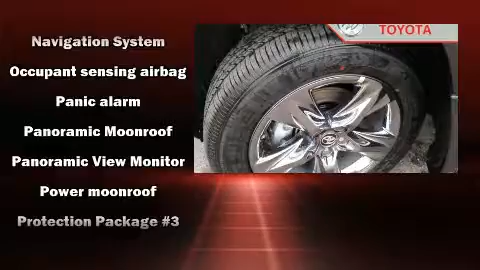 Navigation System
Occupant sensing airbag
Panic alarm
Panoramic Moonroof
Panoramic View Monitor
Power moonroof
Protection Package #3
TOYOTA